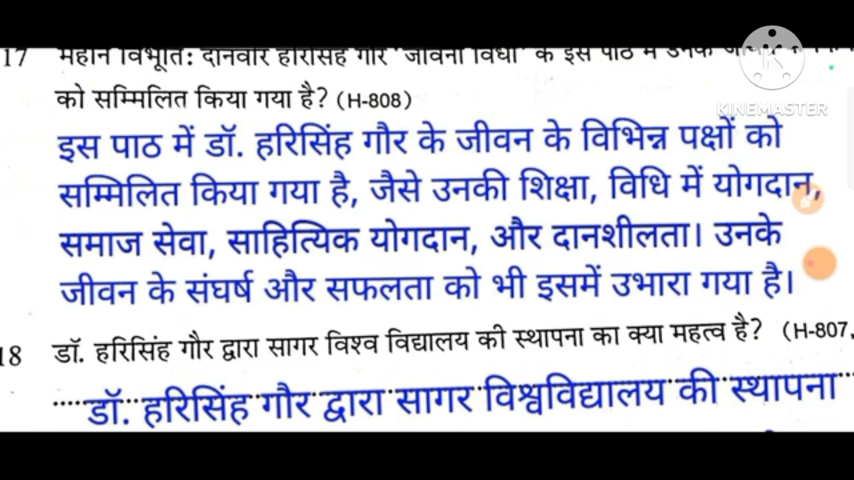 17 महान विभूति: दानवीर हरिसिंह गौर "जीवनी विधा" के इस पाठ में उनके
को सम्मिलित किया गया है? (H-808)
KINEMASTER
इस पाठ में डॉ. हरिसिंह गौर के जीवन के विभिन्न पक्षों को
सम्मिलित किया गया है, जैसे उनकी शिक्षा, विधि में योगदान,
समाज सेवा, साहित्यिक योगदान, और दानशीलता। उनके
जीवन के संघर्ष और सफलता को भी इसमें उभारा गया है।
18 डॉ. हरिसिंह गौर द्वारा सागर विश्व विद्यालय की स्थापना का क्या महत्व है? (H-807,
डॉ. हरिसिंह गौर द्वारा सागर विश्वविद्यालय की स्थापना